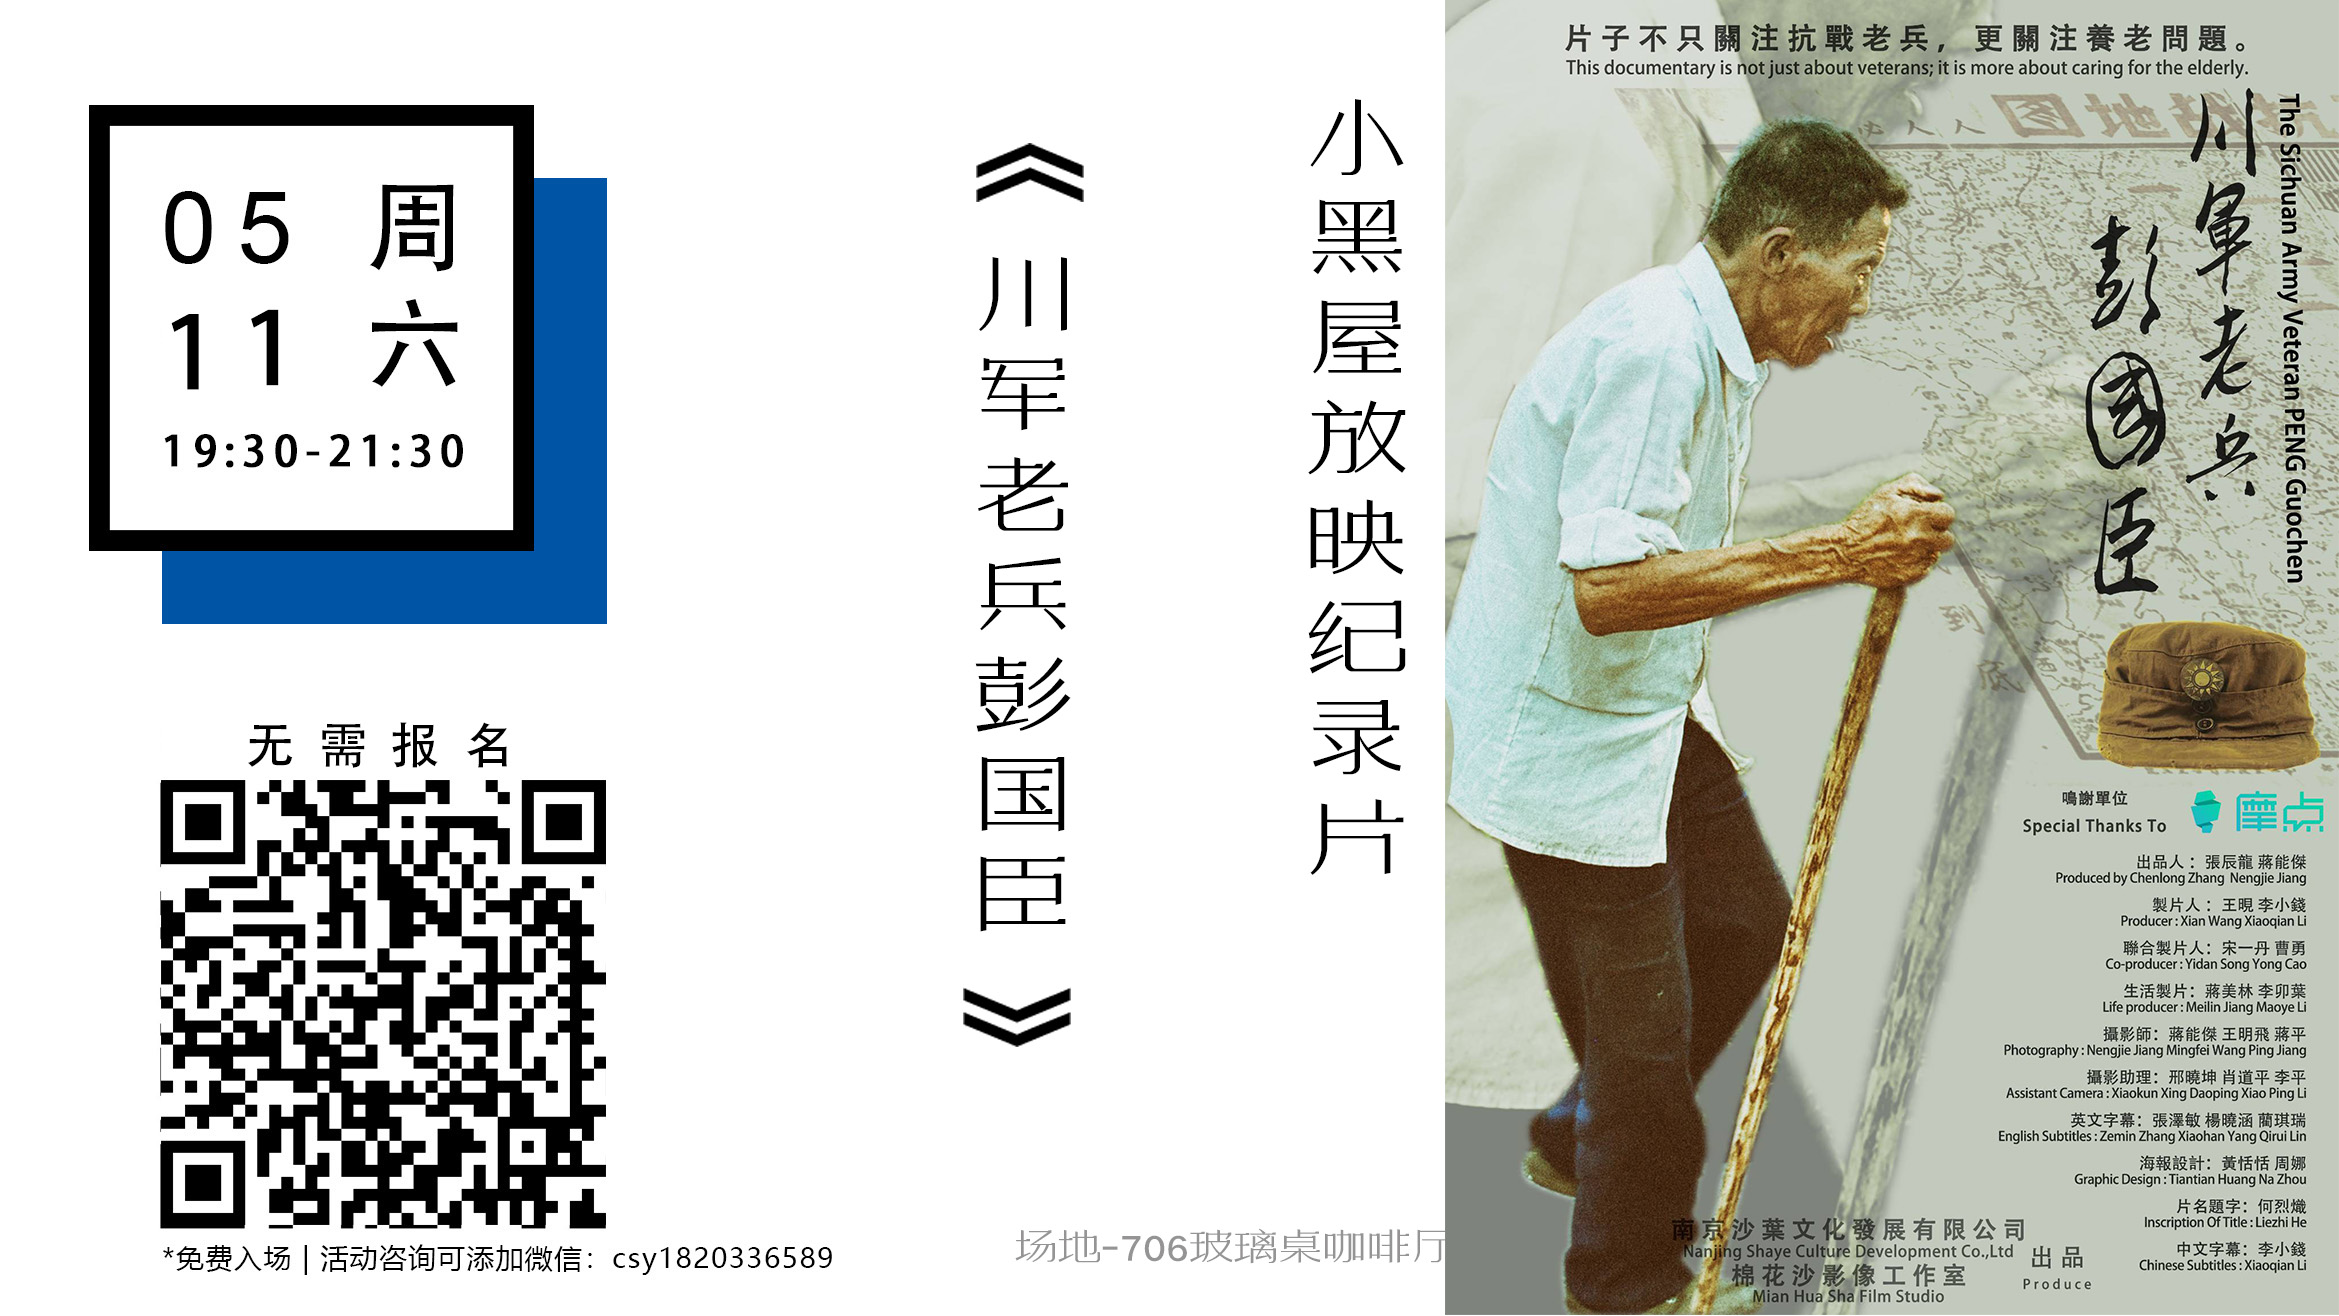 05 周
11 六
19:30-21:30
无需报名
*免费入场 | 活动咨询可添加微信：csy1820336589
小黑屋放映纪录片
《川军老兵彭国臣》
场地-706玻璃桌咖啡厅
片子不只關注抗戰老兵，更關注養老問題。
This documentary is not just about veterans; it is more about caring for the elderly.
The Sichuan Army Veteran PENG Guochen
川軍老兵
彭國臣
鳴謝單位
Special Thanks To
摩点
出品人：張辰龍 蔣能傑
Produced by Chenlong Zhang Nengjie Jiang
製片人：王晛 李小錢
Producer : Xian Wang Xiaoqian Li
聯合製片人：宋一丹 曹勇
Co-producer : Yidan Song Yong Cao
生活製片：蔣美林 李卯葉
Life producer : Meilin Jiang Maoye Li
攝影師：蔣能傑 王明飛 蔣平
Photography : Nengjie Jiang Mingfei Wang Ping Jiang
攝影助理：邢曉坤 肖道平 李平
Assistant Camera : Xiaokun Xing Daoping Xiao Ping Li
英文字幕：張澤敏 楊曉涵 藺琪瑞
English Subtitles : Zemin Zhang Xiaohan Yang Qirui Lin
海報設計：黃恬恬 周娜
Graphic Design : Tiantian Huang Na Zhou
片名題字：何烈熾
Inscription Of Title : Liezhi He
中文字幕：李小錢
Chinese Subtitles : Xiaoqian Li
南京沙葉文化發展有限公司
Nanjing Shaye Culture Development Co.,Ltd
棉花沙影像工作室
Mian Hua Sha Film Studio
出品
Produce